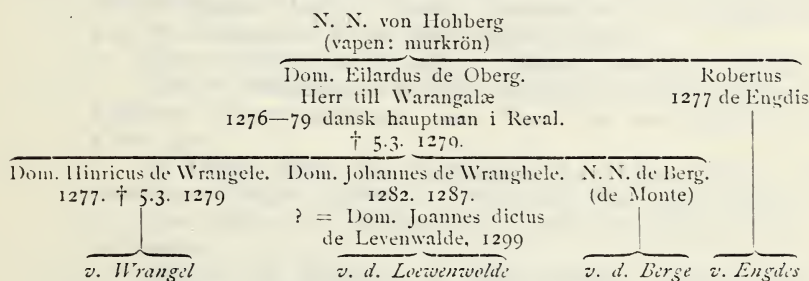 N. N. von Hohberg
(vapen: murkrön)
Dom. Eilardus de Oberg.
Herr till Warangalæ
1276—79 dansk hauptman i Reval.
† 5.3. 1279.
Robertus
1277 de Engdis
Dom. Hinricus de Wrangele.
1277. † 5.3. 1279
Dom. Johannes de Wranghele.
1282. 1287.
? = Dom. Joannes dictus
de Levenwalde, 1299
N. N. de Berg.
(de Monte)
v. Wrangel
v. d. Loewenwolde
v. d. Berge
v. Engdes